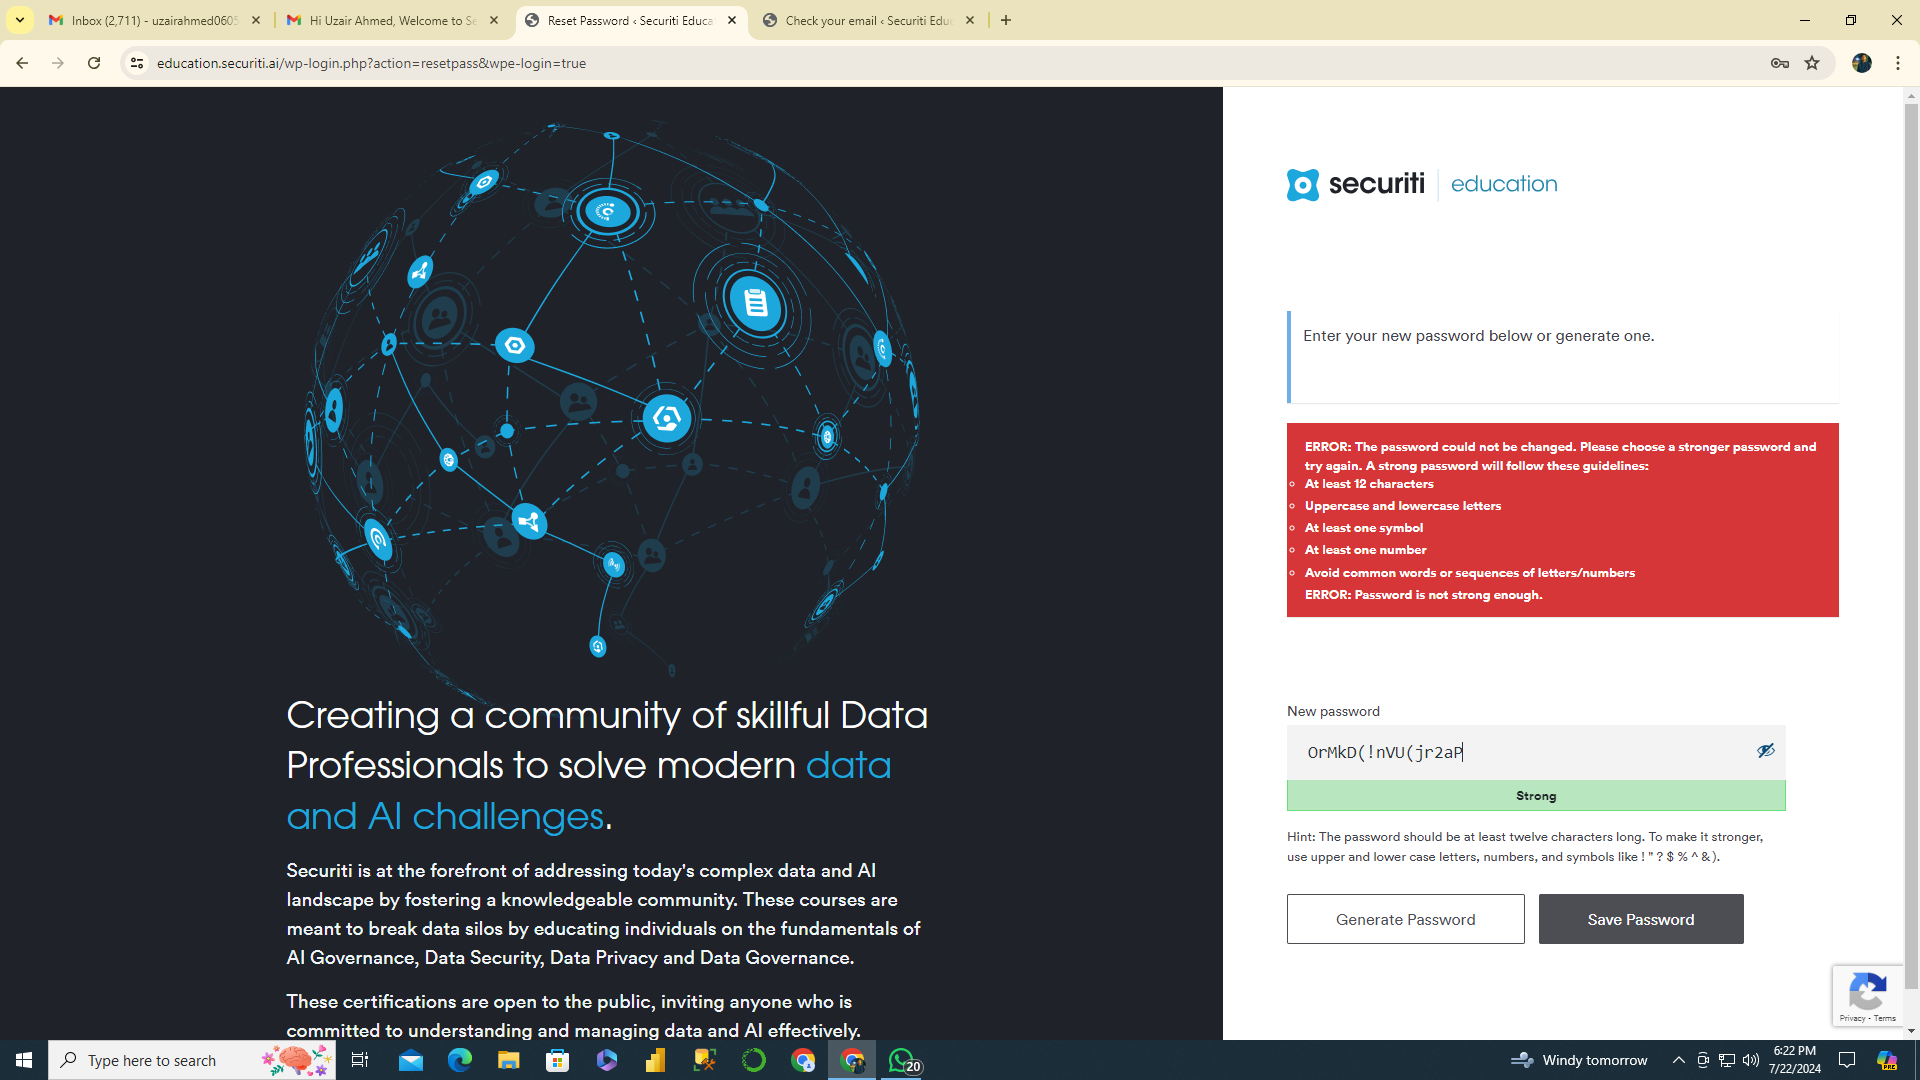 Inbox (2,711) - uzairahmed0605
Hi Uzair Ahmed, Welcome to Se
Reset Password ‹ Securiti Educa
Check your email ‹ Securiti Edu
education.securiti.ai/wp-login.php?action=resetpass&wpe-login=true
securiti education
Enter your new password below or generate one.
ERROR: The password could not be changed. Please choose a stronger password and
try again. A strong password will follow these guidelines:
At least 12 characters
Uppercase and lowercase letters
At least one symbol
At least one number
Avoid common words or sequences of letters/numbers
ERROR: Password is not strong enough.
New password
OrMkD(!nVU(jr2aP
Strong
Hint: The password should be at least twelve characters long. To make it stronger,
use upper and lower case letters, numbers, and symbols like ! " ? $ % ^ & ).
Generate Password
Save Password
Privacy - Terms
Creating a community of skillful Data
Professionals to solve modern data
and AI challenges.
Securiti is at the forefront of addressing today's complex data and AI
landscape by fostering a knowledgeable community. These courses are
meant to break data silos by educating individuals on the fundamentals of
AI Governance, Data Security, Data Privacy and Data Governance.
These certifications are open to the public, inviting anyone who is
committed to understanding and managing data and AI effectively.
Type here to search
20
Windy tomorrow
6:22 PM
7/22/2024
PRE